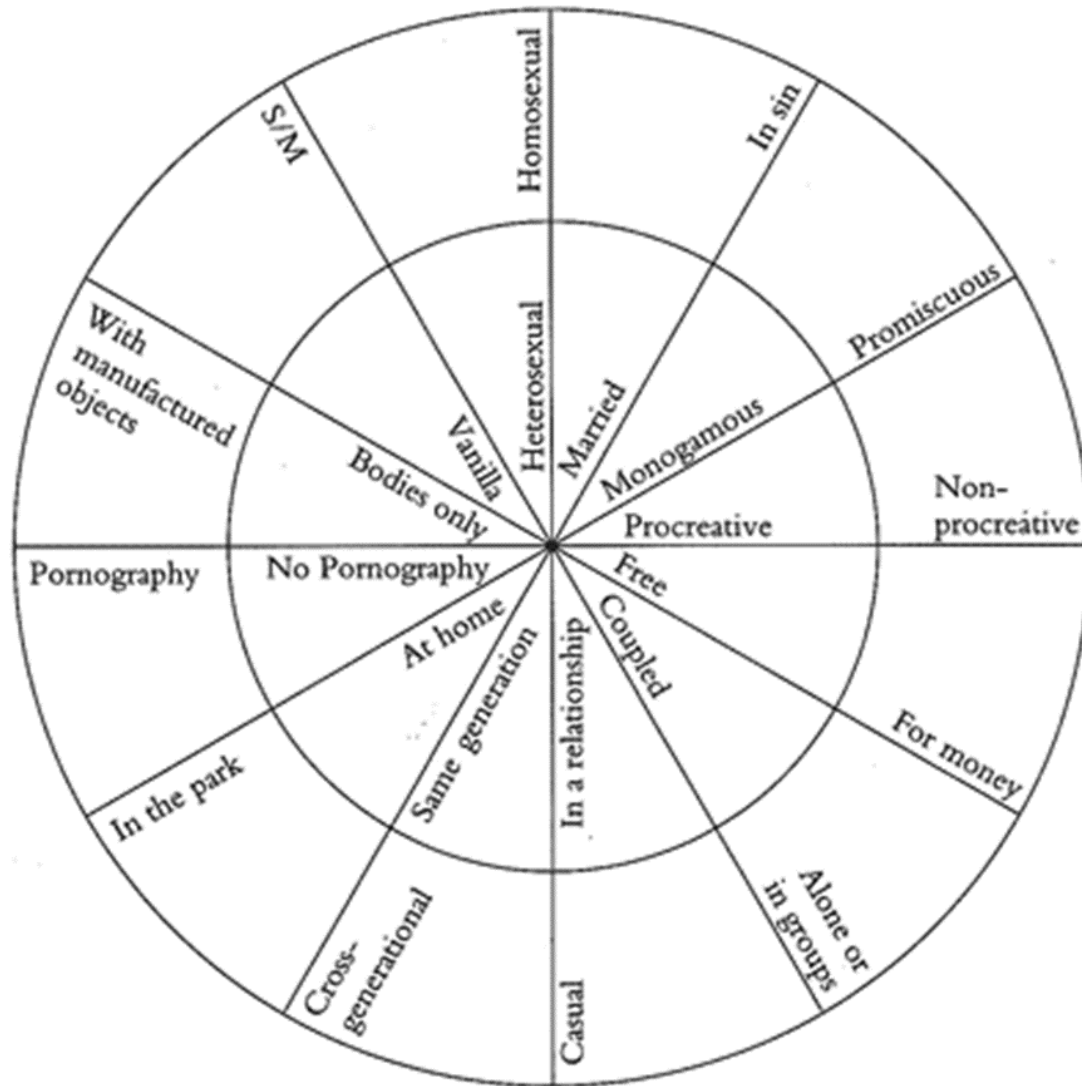 Homosexual
Heterosexual
In sin
Married
Promiscuous
Monogamous
Non-
procreative
Procreative
For money
Free
Alone or
in groups
Coupled
Casual
In a relationship
Cross-
generational
Same generation
In the park
At home
Pornography
No Pornography
With
manufactured
objects
Bodies only
S/M
Vanilla